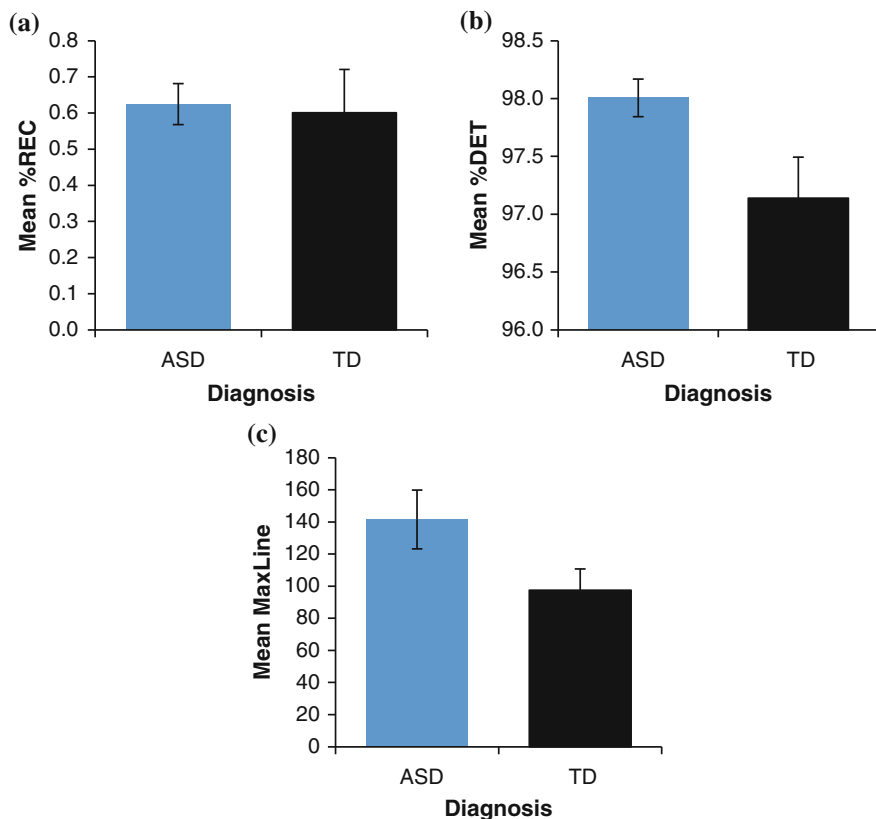 (a)
Mean %REC
0.8
0.7
0.6
0.5
0.4
0.3
0.2
0.1
0.0
ASD TD
Diagnosis
(b)
Mean %DET
98.5
98.0
97.5
97.0
96.5
96.0
ASD TD
Diagnosis
(c)
Mean MaxLine
180
160
140
120
100
80
60
40
20
0
ASD TD
Diagnosis